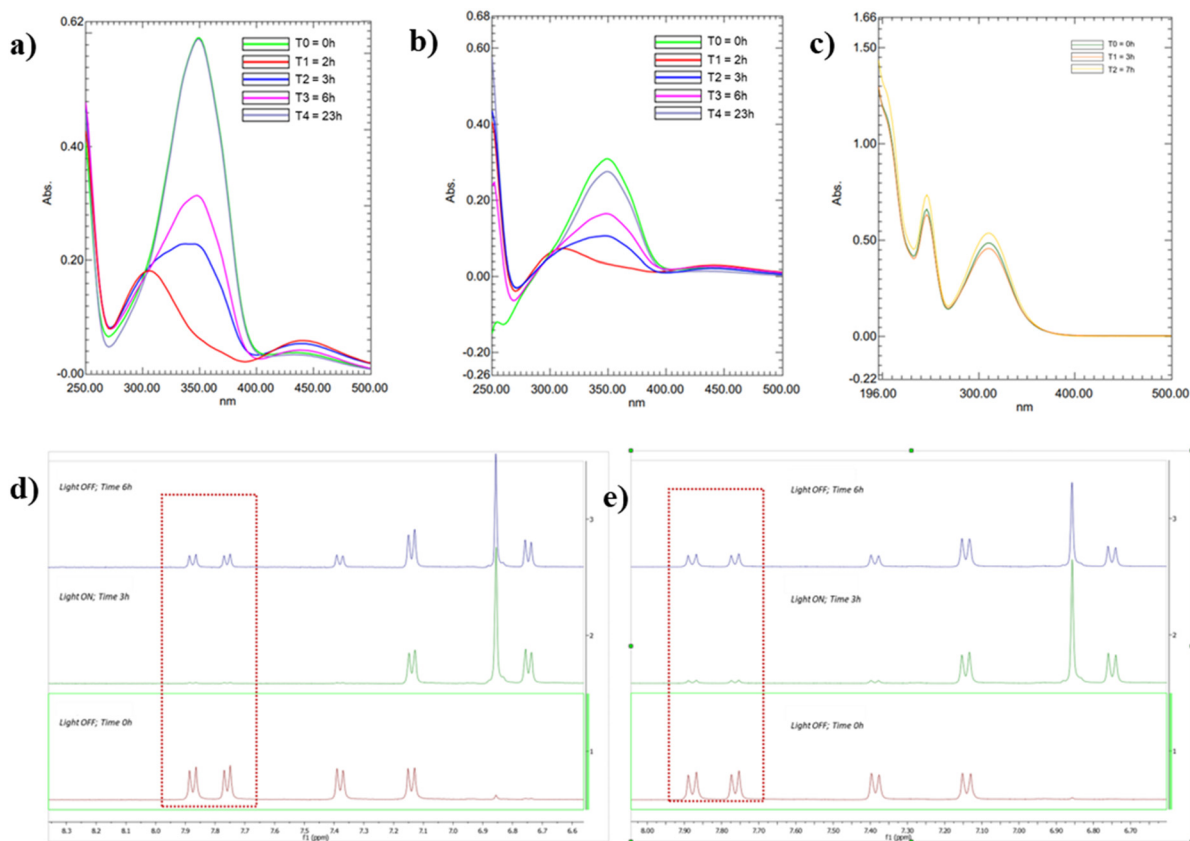 a)
0.62
0.40
0.20
-0.00
Abs.
T0 = 0h
T1 = 2h
T2 = 3h
T3 = 6h
T4 = 23h
250.00 300.00 350.00 400.00 450.00 500.00
nm
b)
0.68
0.60
0.40
0.20
0.00
-0.20
-0.26
Abs.
T0 = 0h
T1 = 2h
T2 = 3h
T3 = 6h
T4 = 23h
250.00 300.00 350.00 400.00 450.00 500.00
nm
c)
1.66
1.50
1.00
0.50
0.00
-0.22
Abs.
T0 = 0h
T1 = 3h
T2 = 7h
196.00 300.00 400.00 500.00
nm
d)
Light OFF; Time 6h
3
Light ON; Time 3h
2
Light OFF; Time 0h
1
8.3 8.2 8.1 8.0 7.9 7.8 7.7 7.6 7.5 7.4 7.3 7.2 7.1 7.0 6.9 6.8 6.7 6.6
f1 (ppm)
e)
Light OFF; Time 6h
3
Light ON; Time 3h
2
Light OFF; Time 0h
1
8.00 7.90 7.80 7.70 7.60 7.50 7.40 7.30 7.20 7.10 7.00 6.90 6.80 6.70
f1 (ppm)